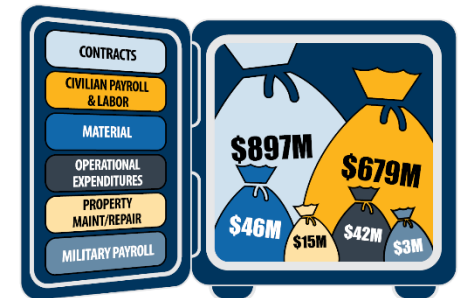 CONTRACTS
CIVILIAN PAYROLL
& LABOR
MATERIAL
OPERATIONAL
EXPENDITURES
PROPERTY
MAINT/REPAIR
MILITARY PAYROLL
$897M
$679M
$46M
$15M
$42M
$3M